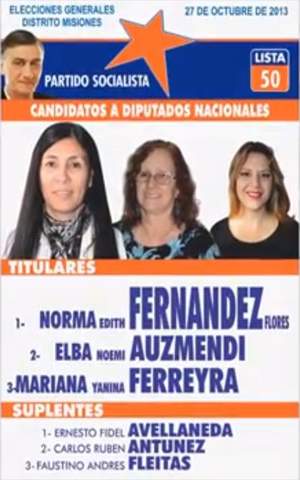 ELECCIONES GENERALES
DISTRITO MISIONES
27 DE OCTUBRE DE 2013
PARTIDO SOCIALISTA
LISTA
50
CANDIDATOS A DIPUTADOS NACIONALES
TITULARES
1- NORMA EDITH FERNANDEZ FLORES
2- ELBA NOEMI AUZMENDI
3-MARIANA YANINA FERREYRA
SUPLENTES
1- ERNESTO FIDEL AVELLANEDA
2- CARLOS RUBEN ANTUNEZ
3- FAUSTINO ANDRES FLEITAS